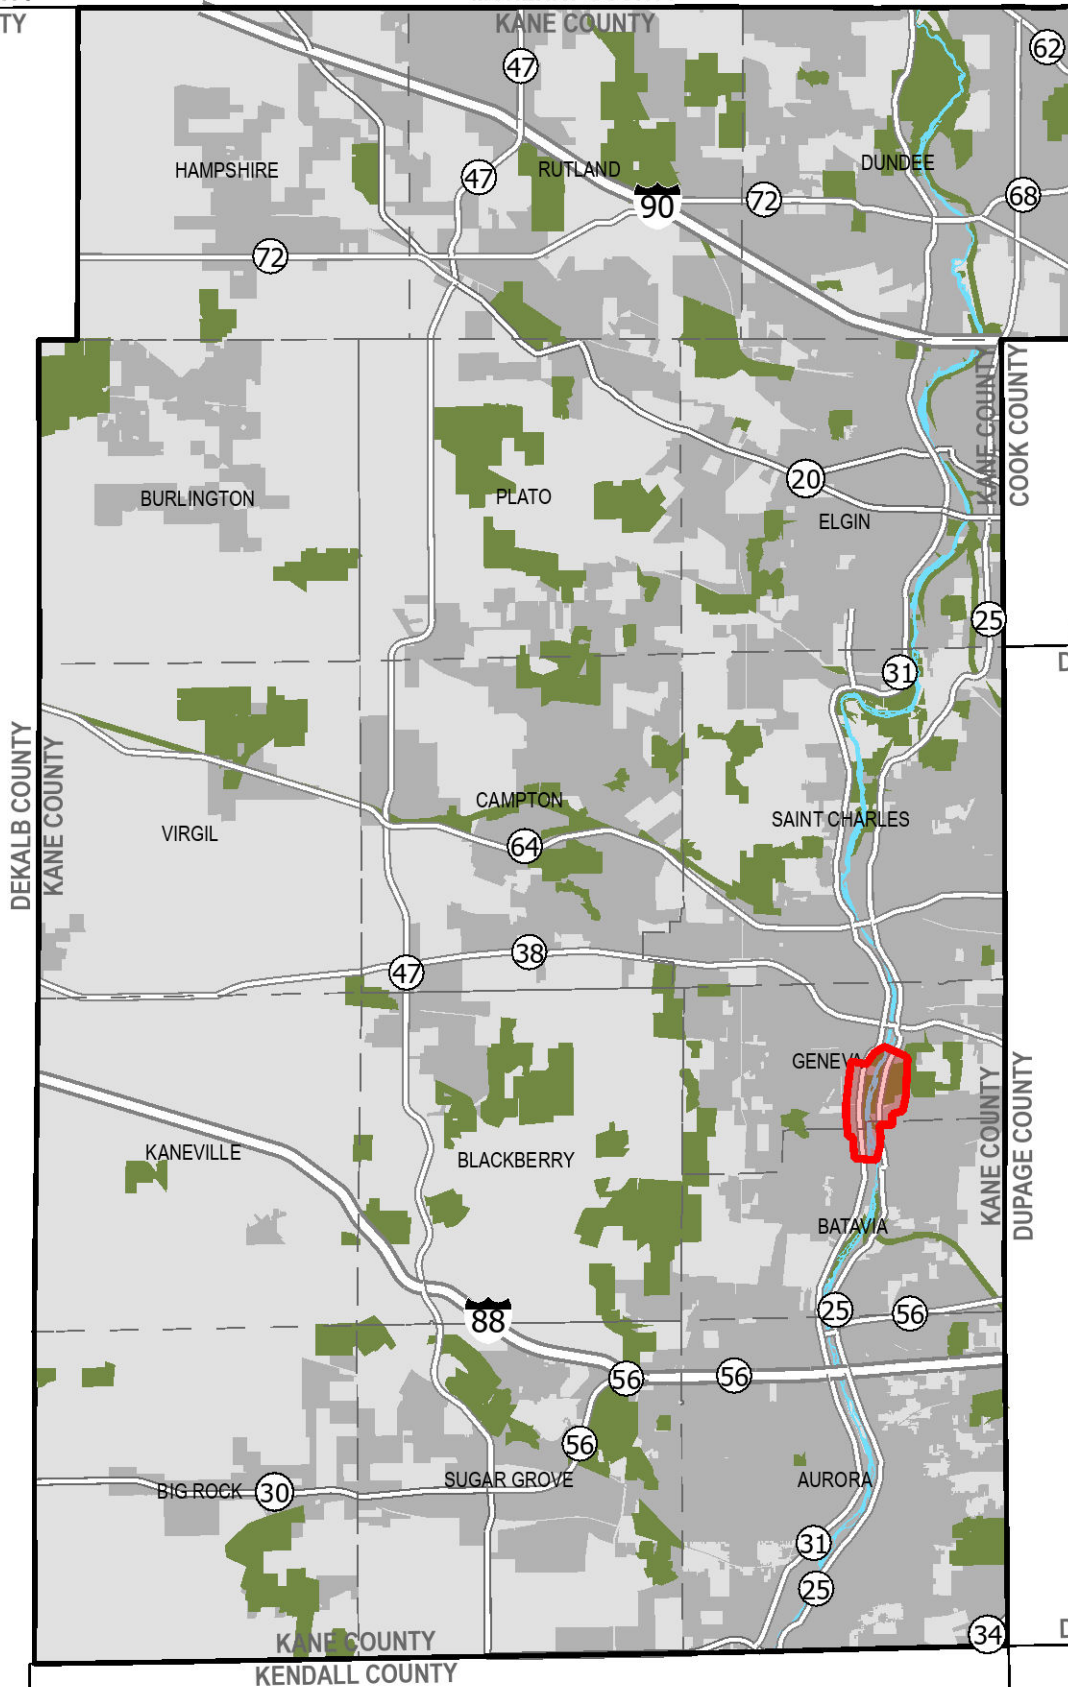 TY
KANE COUNTY
47
62
HAMPSHIRE
47
RUTLAND
DUNDEE
90
72
68
72
KANE COUNTY
COOK COUNTY
20
BURLINGTON
PLATO
ELGIN
25
31
D
DEKALB COUNTY
KANE COUNTY
CAMPTON
SAINT CHARLES
VIRGIL
64
38
47
GENEVA
KANE COUNTY
DUPAGE COUNTY
KANEVILLE
BLACKBERRY
BATAVIA
25
56
88
56
56
56
SUGAR GROVE
AURORA
BIG ROCK
30
31
25
34
D
KANE COUNTY
KENDALL COUNTY